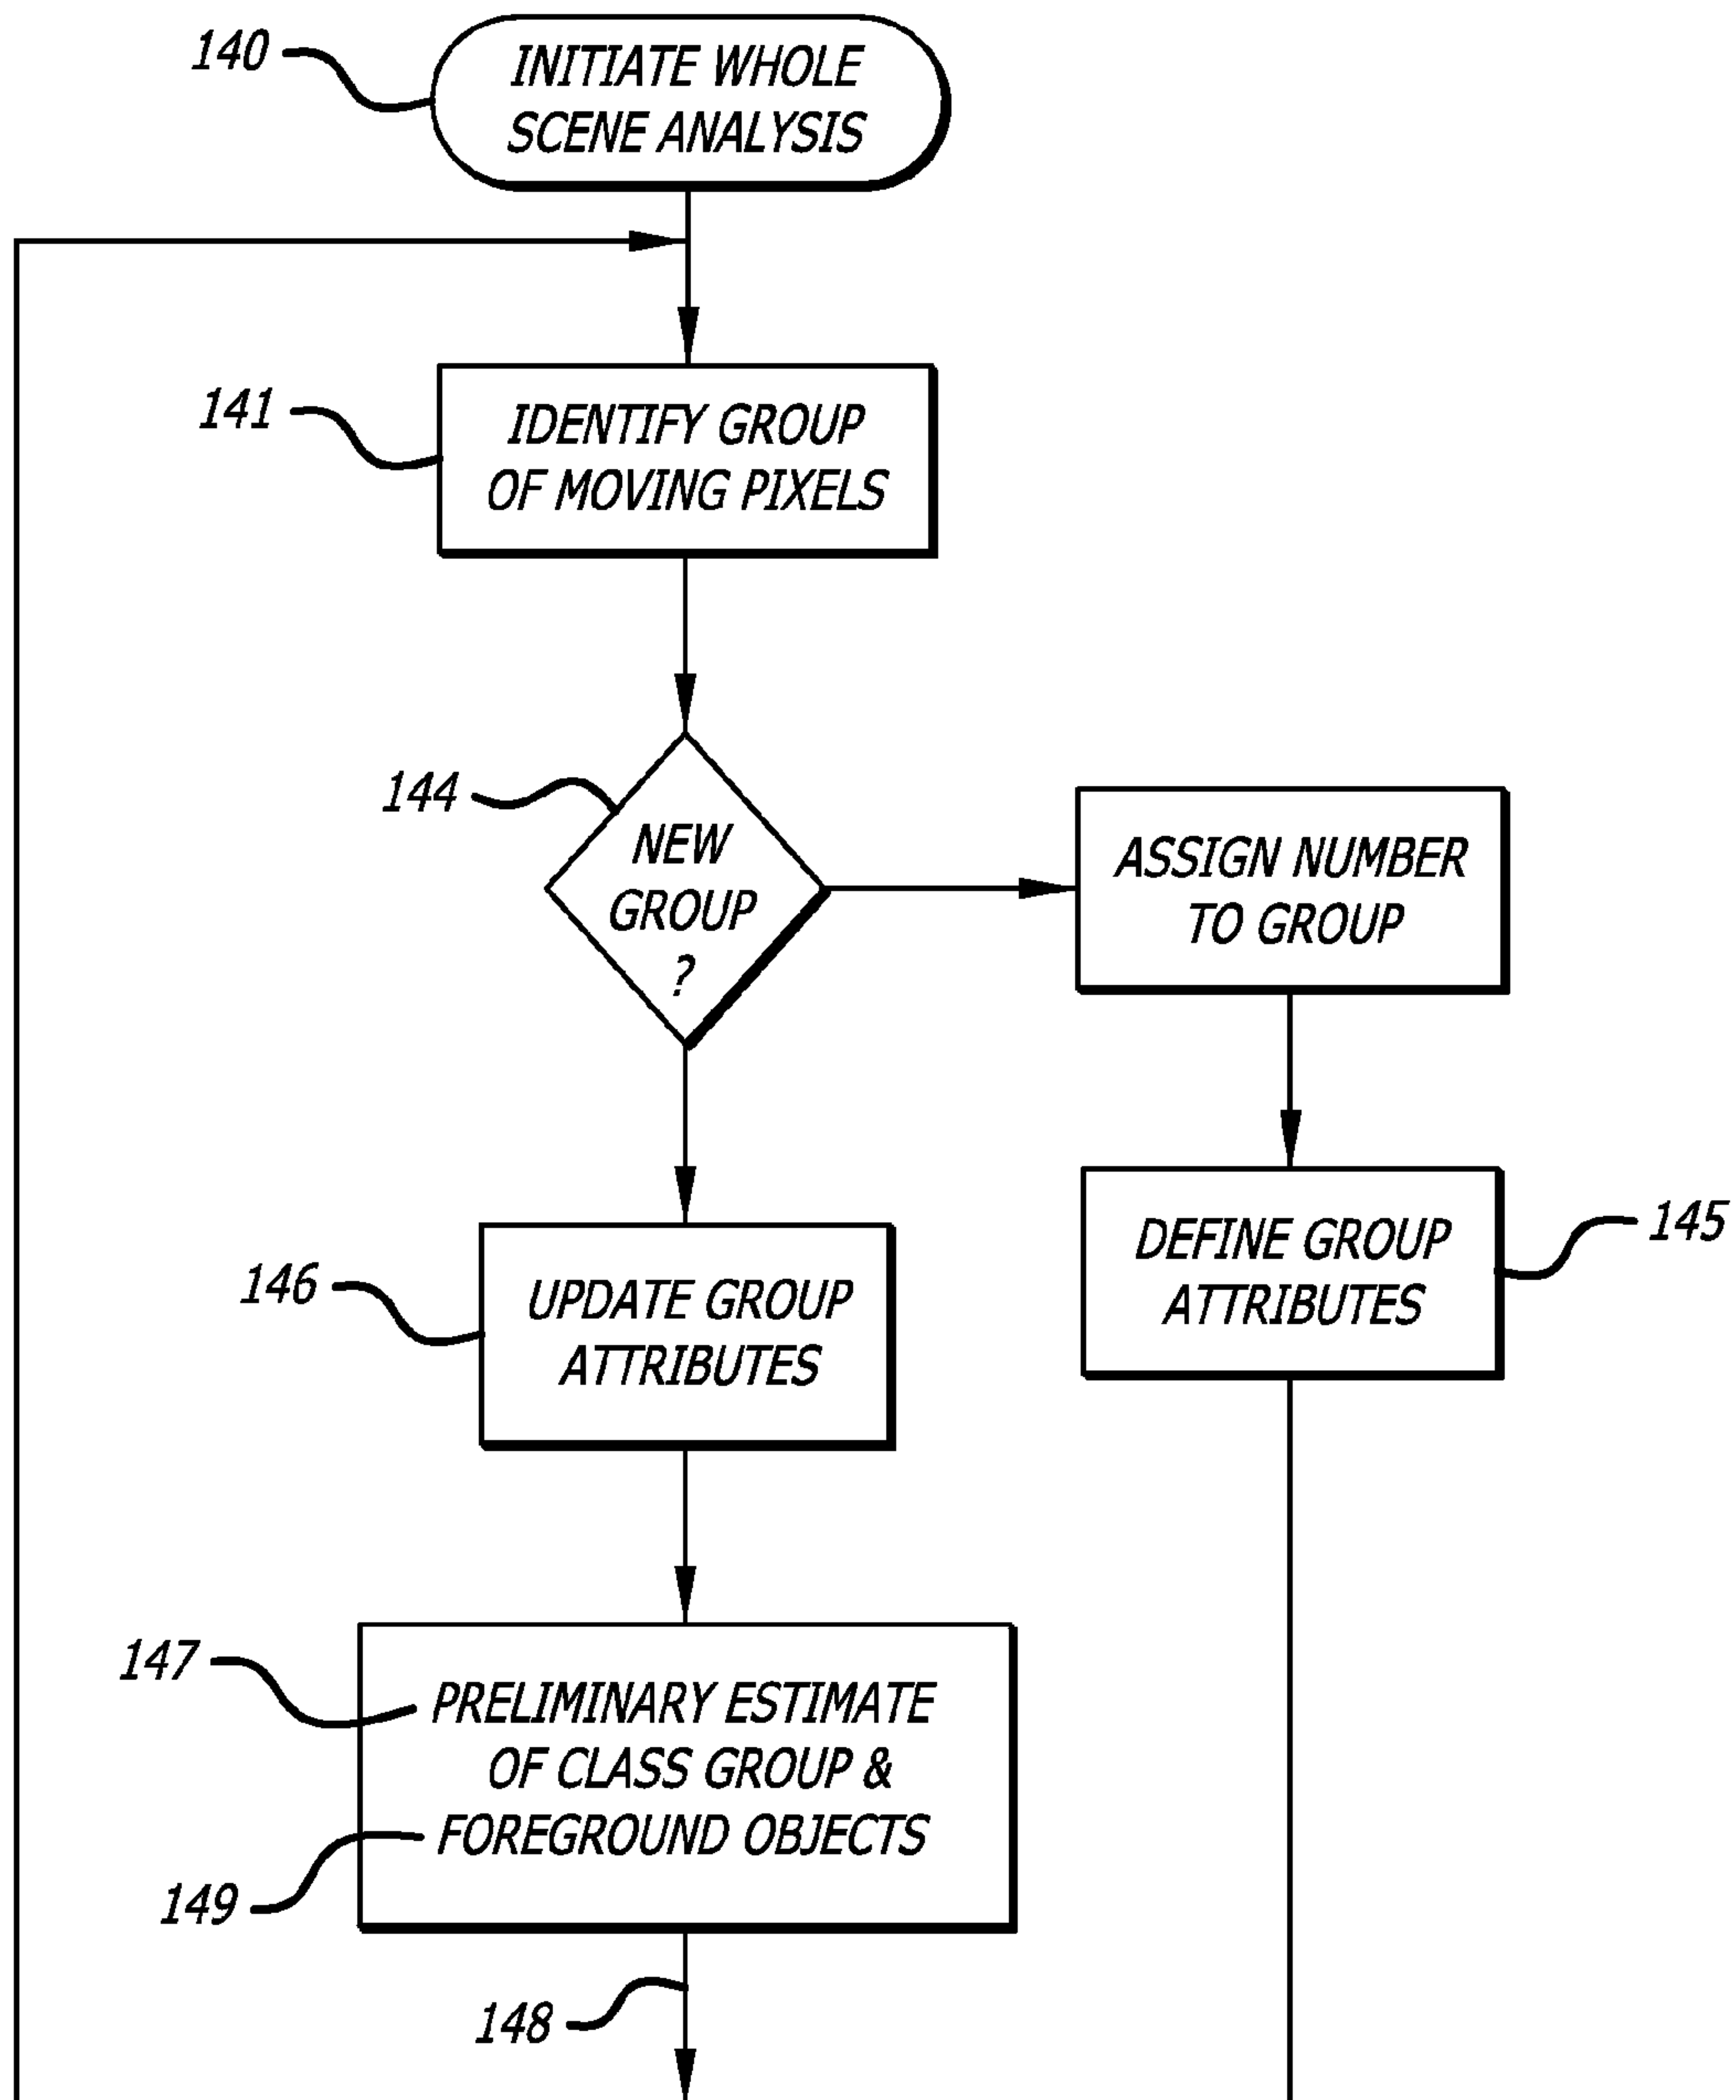 140
INITIATE WHOLE
SCENE ANALYSIS
141
IDENTIFY GROUP
OF MOVING PIXELS
144
NEW
GROUP
?
ASSIGN NUMBER
TO GROUP
DEFINE GROUP
ATTRIBUTES
145
146
UPDATE GROUP
ATTRIBUTES
147
PRELIMINARY ESTIMATE
OF CLASS GROUP &
FOREGROUND OBJECTS
149
148